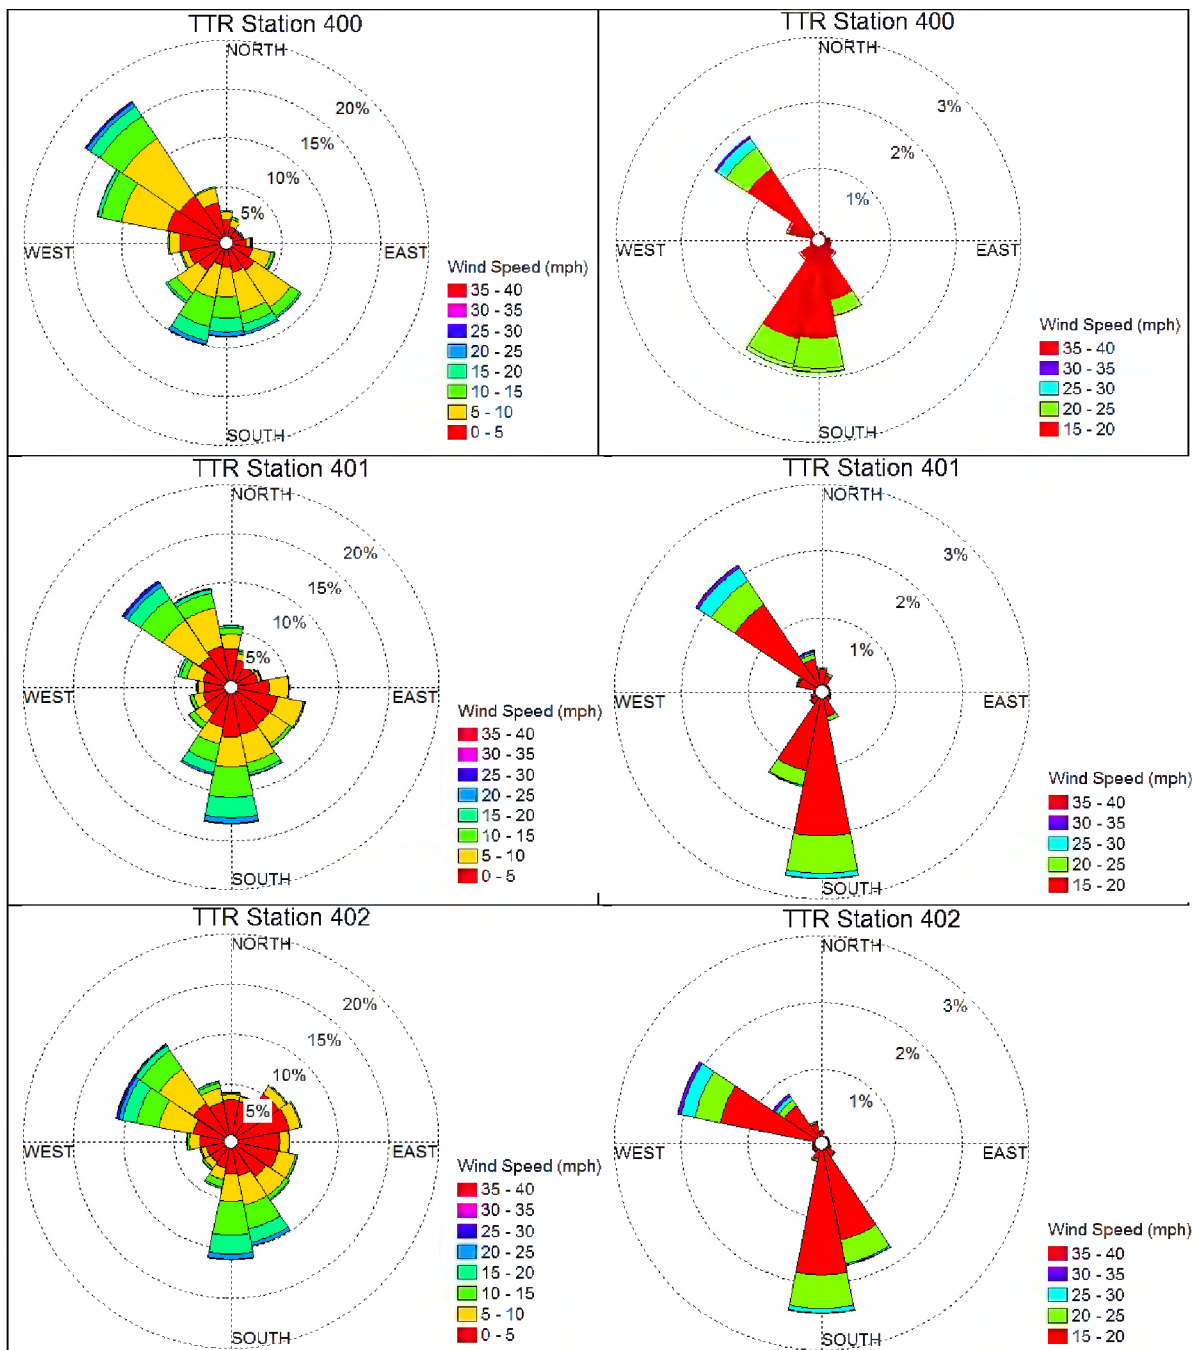 TTR Station 400
NORTH
20%
15%
10%
5%
WEST
EAST
SOUTH
Wind Speed (mph)
35 - 40
30 - 35
25 - 30
20 - 25
15 - 20
10 - 15
5 - 10
0 - 5
TTR Station 400
NORTH
3%
2%
1%
WEST
EAST
SOUTH
Wind Speed (mph)
35 - 40
30 - 35
25 - 30
20 - 25
15 - 20
TTR Station 401
NORTH
20%
15%
10%
5%
WEST
EAST
SOUTH
Wind Speed (mph)
35 - 40
30 - 35
25 - 30
20 - 25
15 - 20
10 - 15
5 - 10
0 - 5
TTR Station 401
NORTH
3%
2%
1%
WEST
EAST
SOUTH
Wind Speed (mph)
35 - 40
30 - 35
25 - 30
20 - 25
15 - 20
TTR Station 402
NORTH
20%
15%
10%
5%
WEST
EAST
SOUTH
Wind Speed (mph)
35 - 40
30 - 35
25 - 30
20 - 25
15 - 20
10 - 15
5 - 10
0 - 5
TTR Station 402
NORTH
3%
2%
1%
WEST
EAST
SOUTH
Wind Speed (mph)
35 - 40
30 - 35
25 - 30
20 - 25
15 - 20